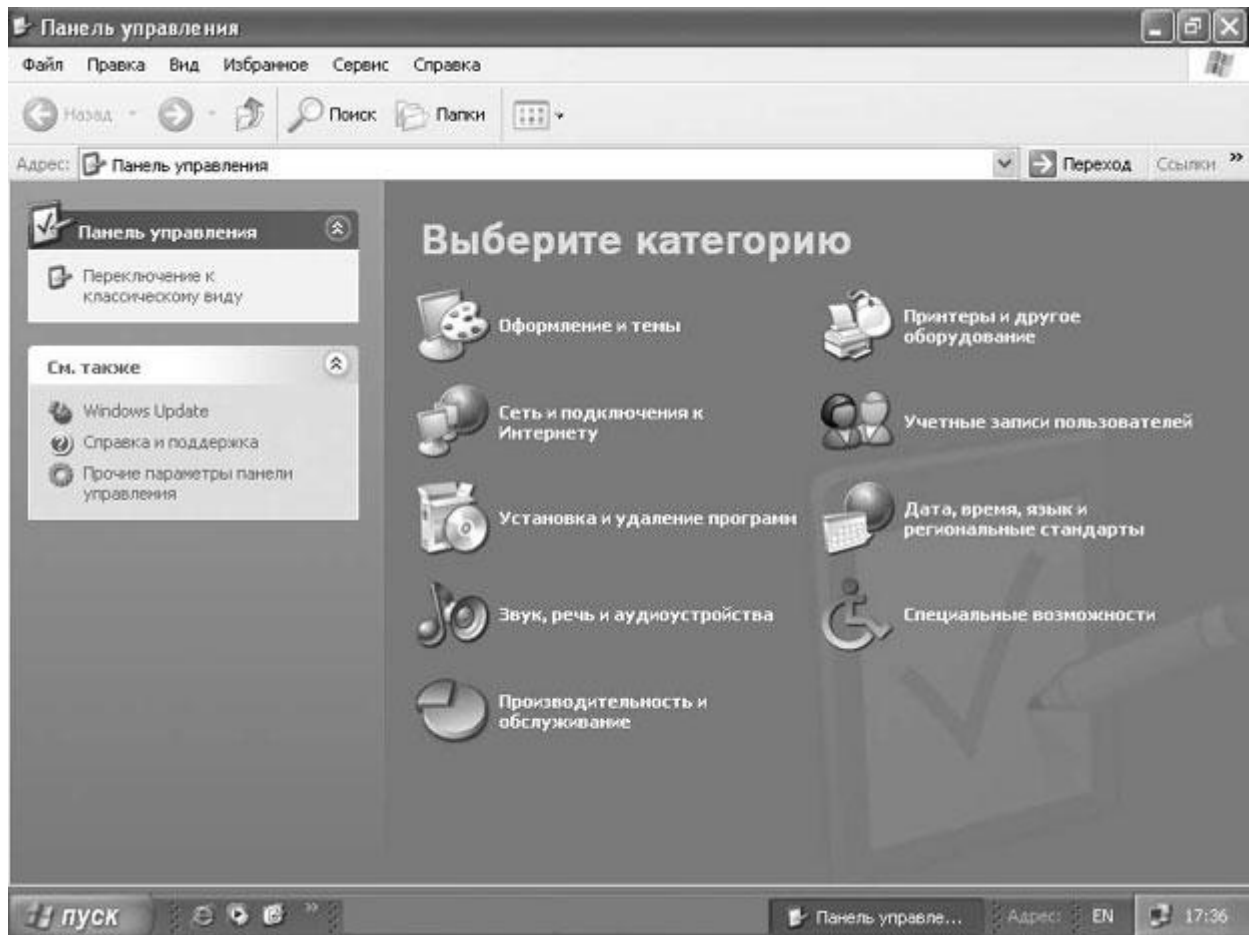 Панель управления
Файл Правка Вид Избранное Сервис Справка
Назад Поиск Папки
Адрес: Панель управления Переход Ссылки »
Панель управления
Переключение к
классическому виду
См. также
Windows Update
Справка и поддержка
Прочие параметры панели
управления
Выберите категорию
Оформление и темы
Принтеры и другое
оборудование
Сеть и подключения к
Интернету
Учетные записи пользователей
Установка и удаление программ
Дата, время, язык и
региональные стандарты
Звук, речь и аудиоустройства
Специальные возможности
Производительность и
обслуживание
пуск » Панель управле... Адрес: EN 17:36